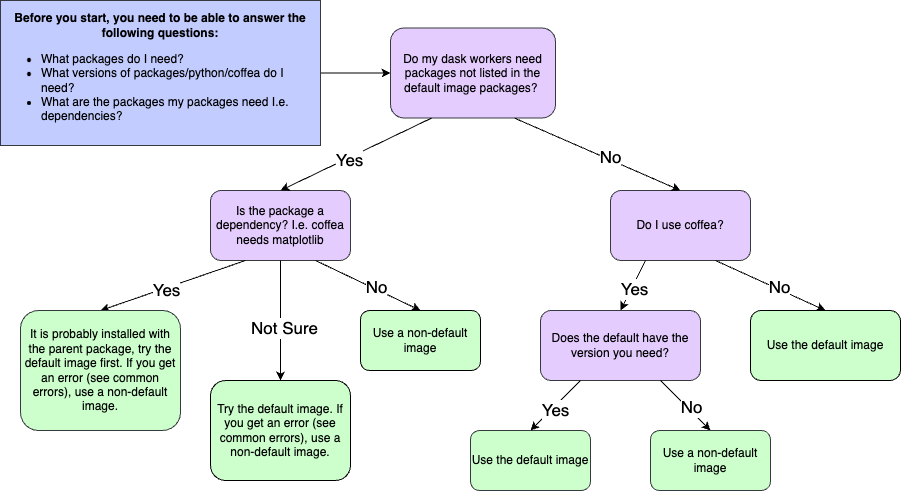 Before you start, you need to be able to answer the
following questions:
• What packages do I need?
• What versions of packages/python/coffea do I
need?
• What are the packages my packages need I.e.
dependencies?
Do my dask workers need
packages not listed in the
default image packages?
Yes
No
Is the package a
dependency? I.e. coffea
needs matplotlib
Do I use coffea?
Yes
Not Sure
No
Yes
No
It is probably installed with
the parent package, try the
default image first. If you get
an error (see common
errors), use a non-default
image.
Try the default image. If
you get an error (see
common errors), use a
non-default image.
Use a non-default
image
Does the default have the
version you need?
Use the default image
Yes
No
Use the default image
Use a non-default
image